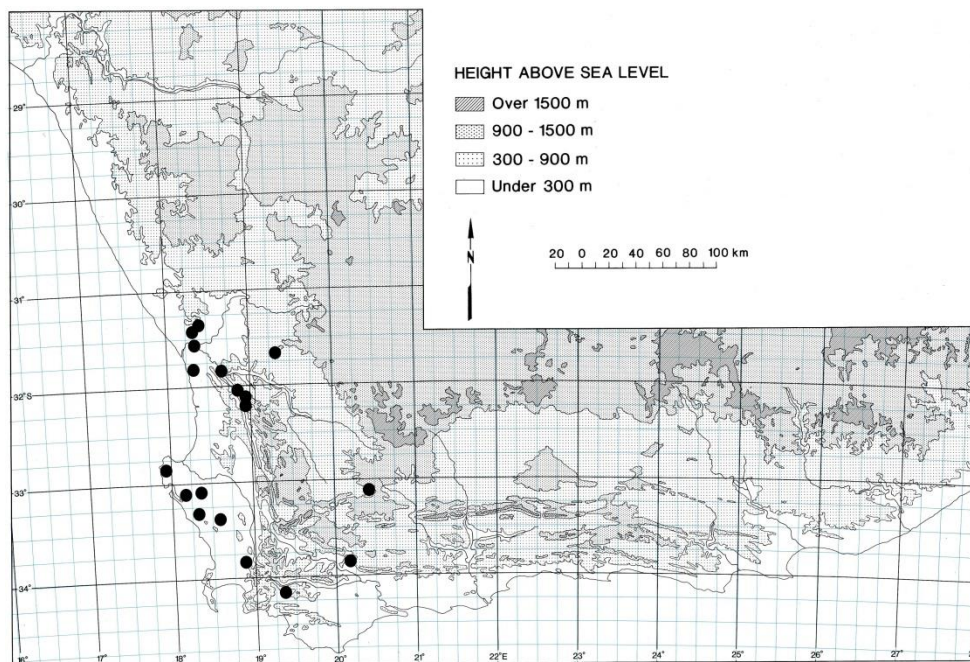 HEIGHT ABOVE SEA LEVEL
Over 1500 m
900 - 1500 m
300 - 900 m
Under 300 m
N
20 0 20 40 60 80 100 km
29°
30°
31°
32°S
33°
34°
16° 17° 18° 19° 20° 21° 22°E 23° 24° 25° 26° 27°